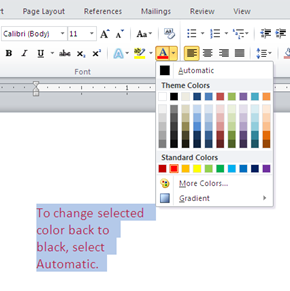 Page Layout References Mailings Review View
Calibri (Body) 11
Font
Automatic
Theme Colors
Standard Colors
More Colors...
Gradient
To change selected
color back to
black, select
Automatic.